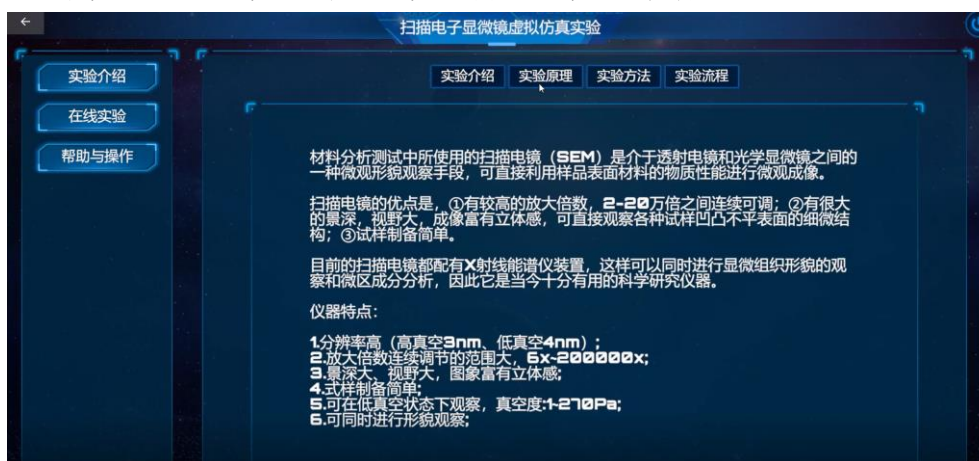 扫描电子显微镜虚拟仿真实验
实验介绍
在线实验
帮助与操作
实验介绍 实验原理 实验方法 实验流程
材料分析测试中所使用的扫描电镜（SEM）是介于透射电镜和光学显微镜之间的
一种微观形貌观察手段，可直接利用样品表面材料的物质性能进行微观成像。
扫描电镜的优点是，①有较高的放大倍数，2-20万倍之间连续可调；②有很大
的景深，视野大，成像富有立体感，可直接观察各种试样凹凸不平表面的细微结
构；③试样制备简单。
目前的扫描电镜都配有X射线能谱仪装置，这样可以同时进行显微组织形貌的观
察和微区成分分析，因此它是当今十分有用的科学研究仪器。
仪器特点：
1.分辨率高（高真空3nm、低真空4nm）；
2.放大倍数连续调节的范围大，6x~200000x;
3.景深大、视野大，图象富有立体感;
4.式样制备简单;
5.可在低真空状态下观察，真空度:1~270Pa;
6.可同时进行形貌观察;